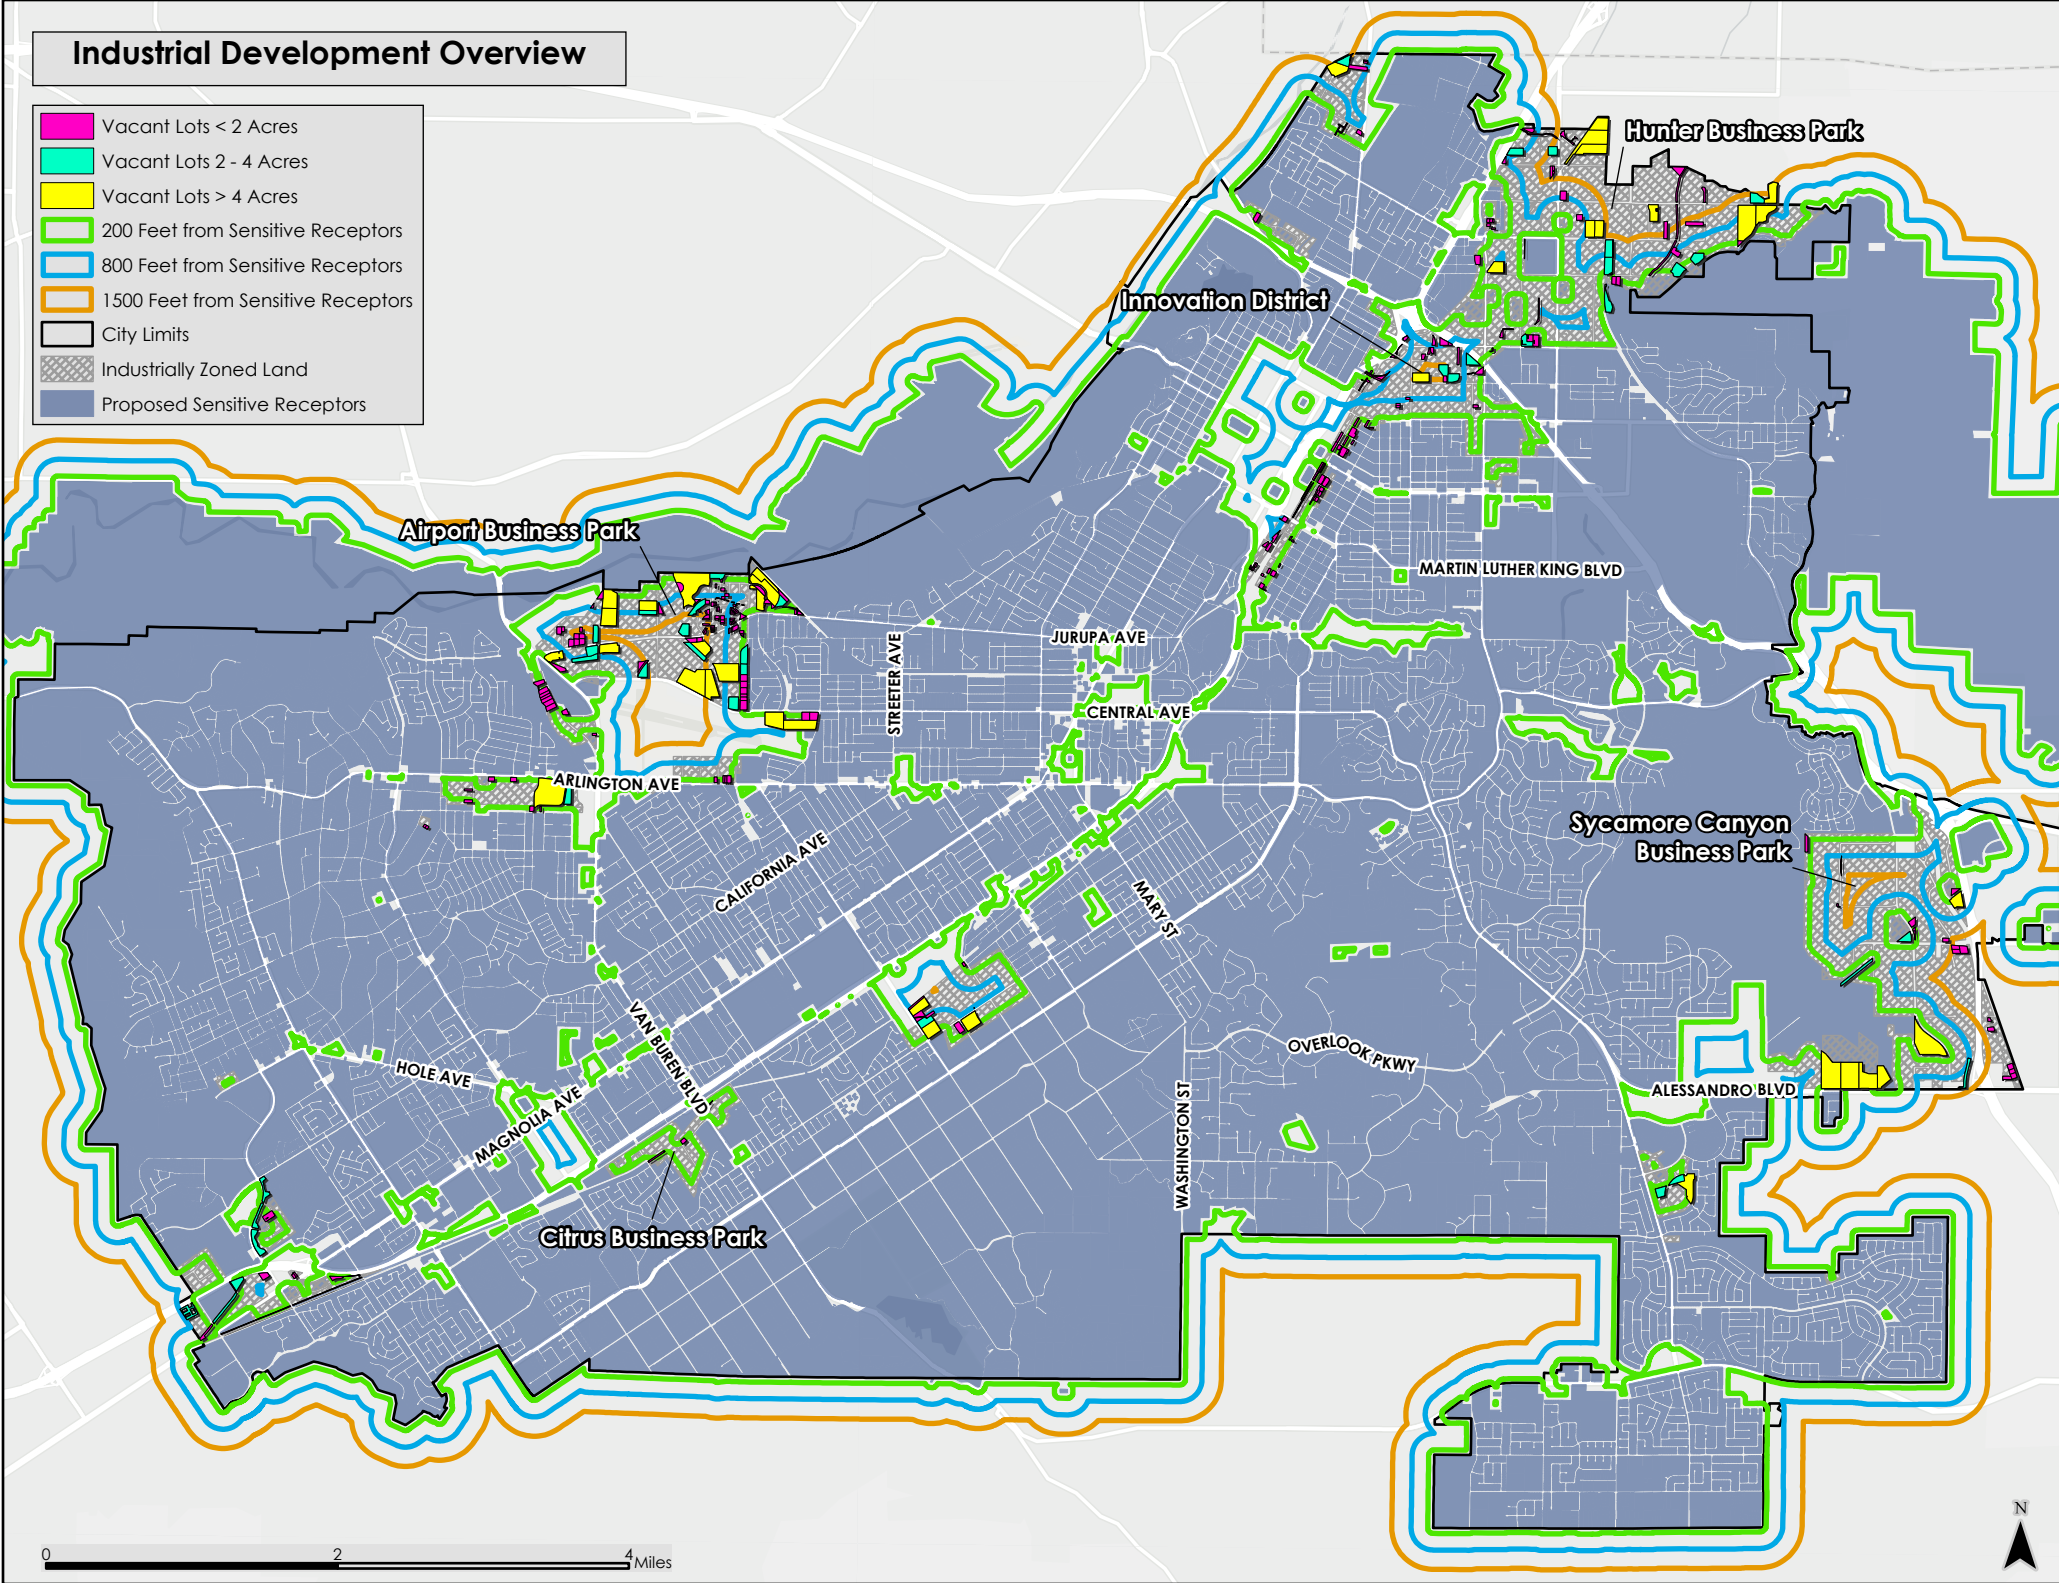 Industrial Development Overview
Vacant Lots < 2 Acres
Vacant Lots 2 - 4 Acres
Vacant Lots > 4 Acres
200 Feet from Sensitive Receptors
800 Feet from Sensitive Receptors
1500 Feet from Sensitive Receptors
City Limits
Industrially Zoned Land
Proposed Sensitive Receptors
Hunter Business Park
Innovation District
Airport Business Park
MARTIN LUTHER KING BLVD
JURUPA AVE
STREETER AVE
CENTRAL AVE
ARLINGTON AVE
Sycamore Canyon
Business Park
CALIFORNIA AVE
MARY ST
VAN BUREN BLVD
OVERLOOK PKWY
HOLE AVE
ALESSANDRO BLVD
MAGNOLIA AVE
WASHINGTON ST
Citrus Business Park
N
0 2 4 Miles